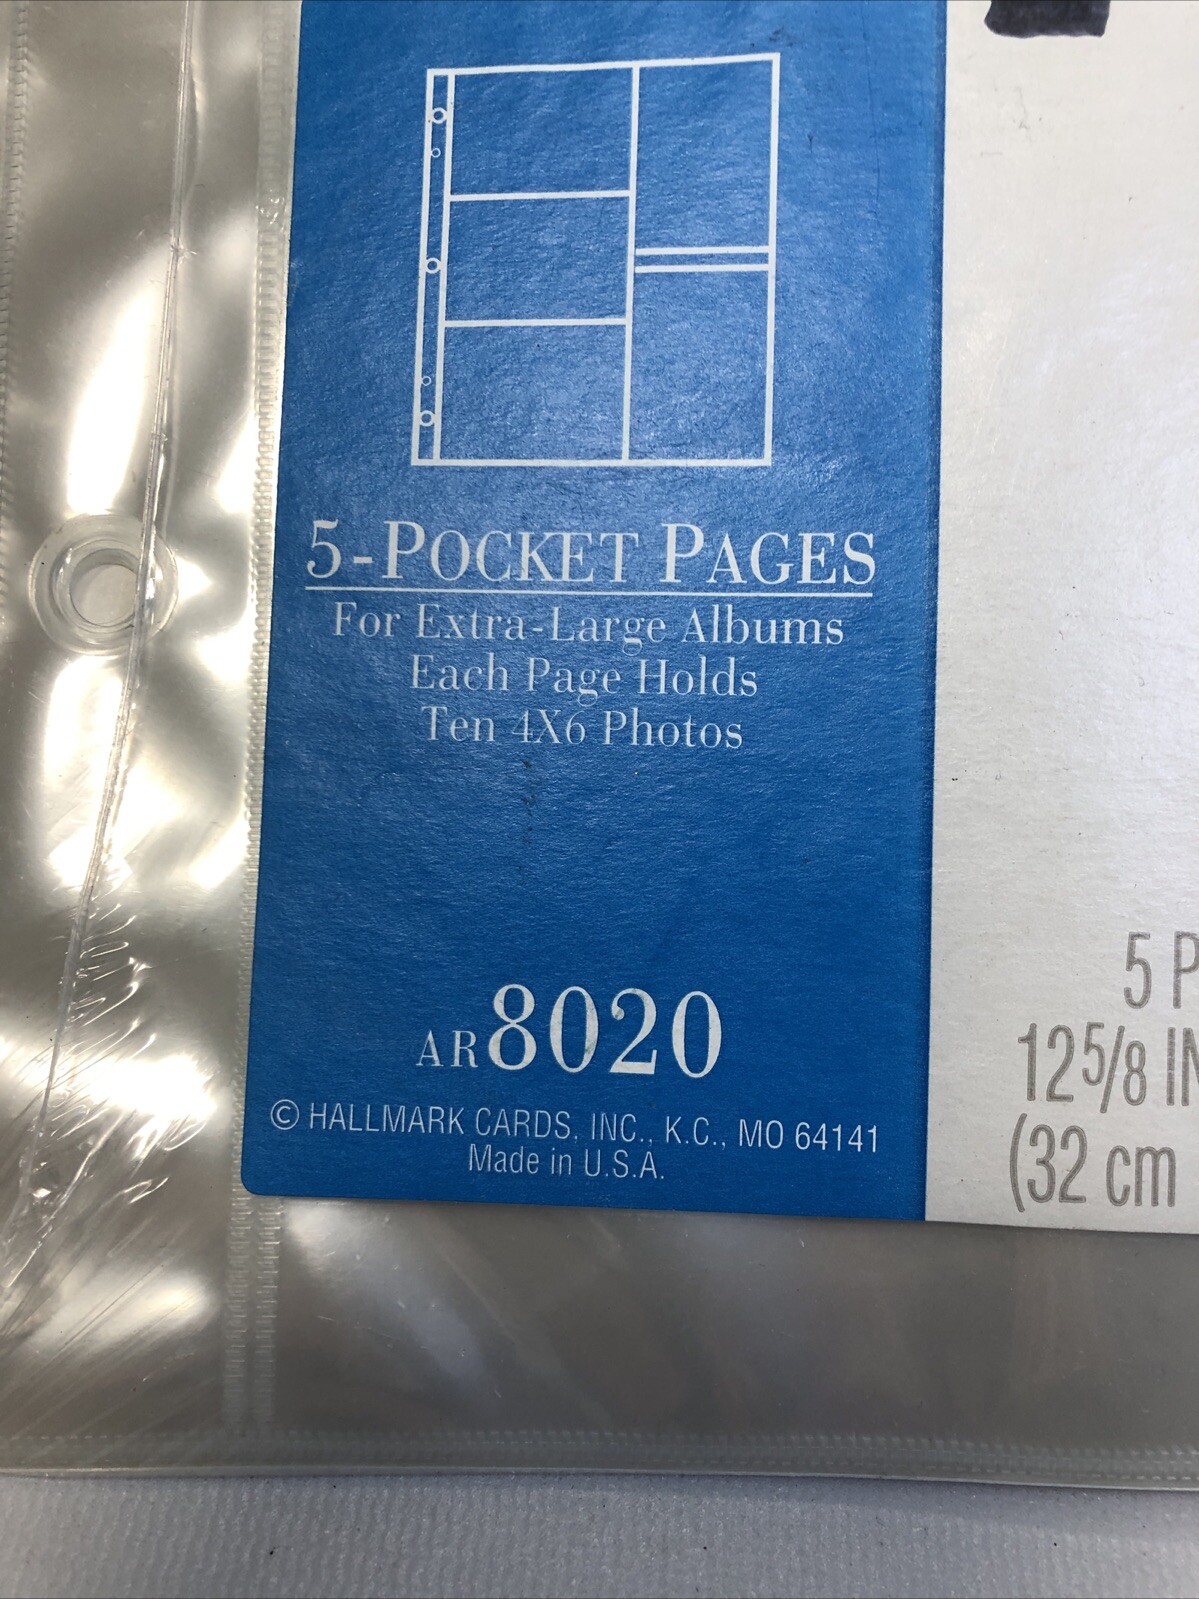 5-POCKET PAGES
For Extra-Large Albums
Each Page Holds
Ten 4X6 Photos
AR8020
© HALLMARK CARDS, INC., K.C., MO 64141
Made in U.S.A.
5 P
12 5/8 IN
(32 cm